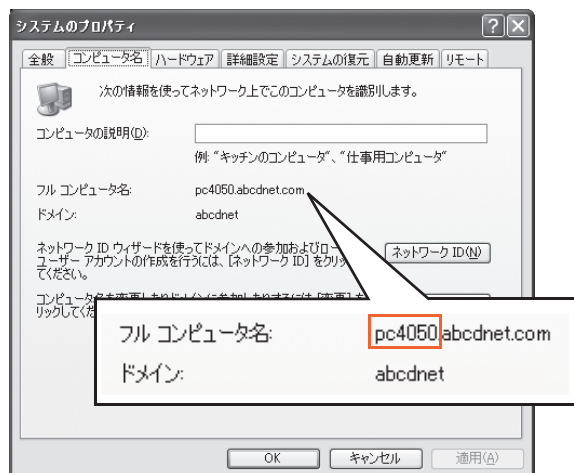 システムのプロパティ
全般 コンピュータ名 ハードウェア 詳細設定 システムの復元 自動更新 リモート
次の情報を使ってネットワーク上でこのコンピュータを識別します。
コンピュータの説明(D):
例: "キッチンのコンピュータ"、"仕事用コンピュータ"
フル コンピュータ名: pc4050.abcdnet.com
ドメイン: abcdnet
ネットワーク ID ウィザードを使ってドメインへの参加およびロー
ユーザー アカウントの作成を行うには、[ネットワーク ID] をクリッ
てください。
ネットワーク ID(N)
リックしてくだ
フル コンピュータ名: pc4050.abcdnet.com
ドメイン: abcdnet
OK キャンセル 適用(A)